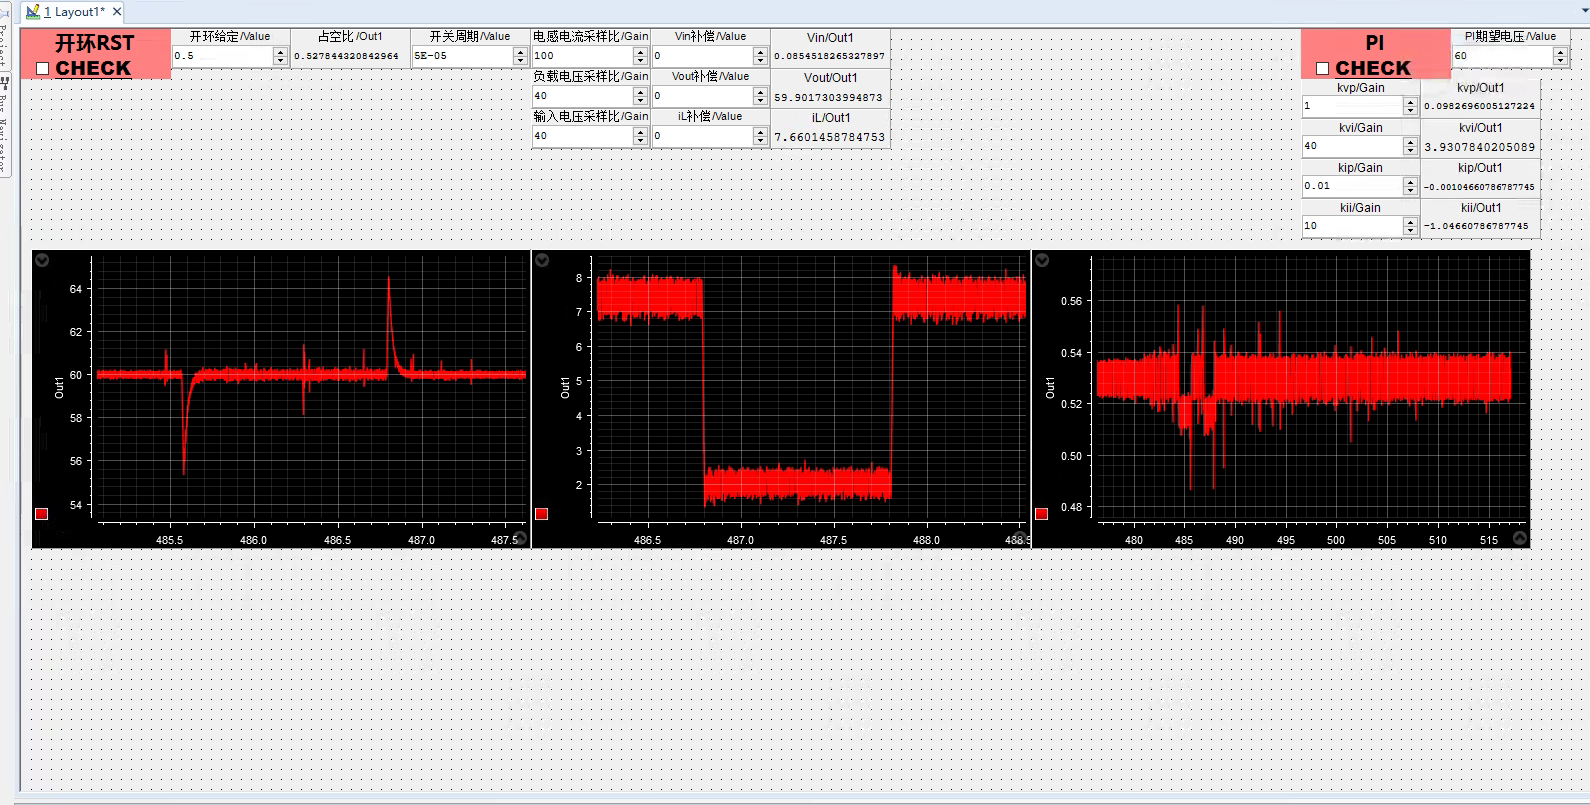 1 Layout1*
Project
Bus Navigator
开环RST
CHECK
开环给定/Value
0.5
占空比/Out1
0.527844320842964
开关周期/Value
5E-05
电感电流采样比/Gain
100
Vin补偿/Value
0
Vin/Out1
0.0854518265327897
负载电压采样比/Gain
40
Vout补偿/Value
0
Vout/Out1
59.9017303994873
输入电压采样比/Gain
40
iL补偿/Value
0
iL/Out1
7.6601458784753
PI
CHECK
PI期望电压/Value
60
kvp/Gain
1
kvp/Out1
0.0982696005127224
kvi/Gain
40
kvi/Out1
3.9307840205089
kip/Gain
0.01
kip/Out1
-0.00104660786787745
kii/Gain
10
kii/Out1
-1.04660786787745
Out1
64
62
60
58
56
54
485.5
486.0
486.5
487.0
487.5
Out1
8
7
6
5
4
3
2
486.5
487.0
487.5
488.0
488.5
Out1
0.56
0.54
0.52
0.50
0.48
480
485
490
495
500
505
510
515